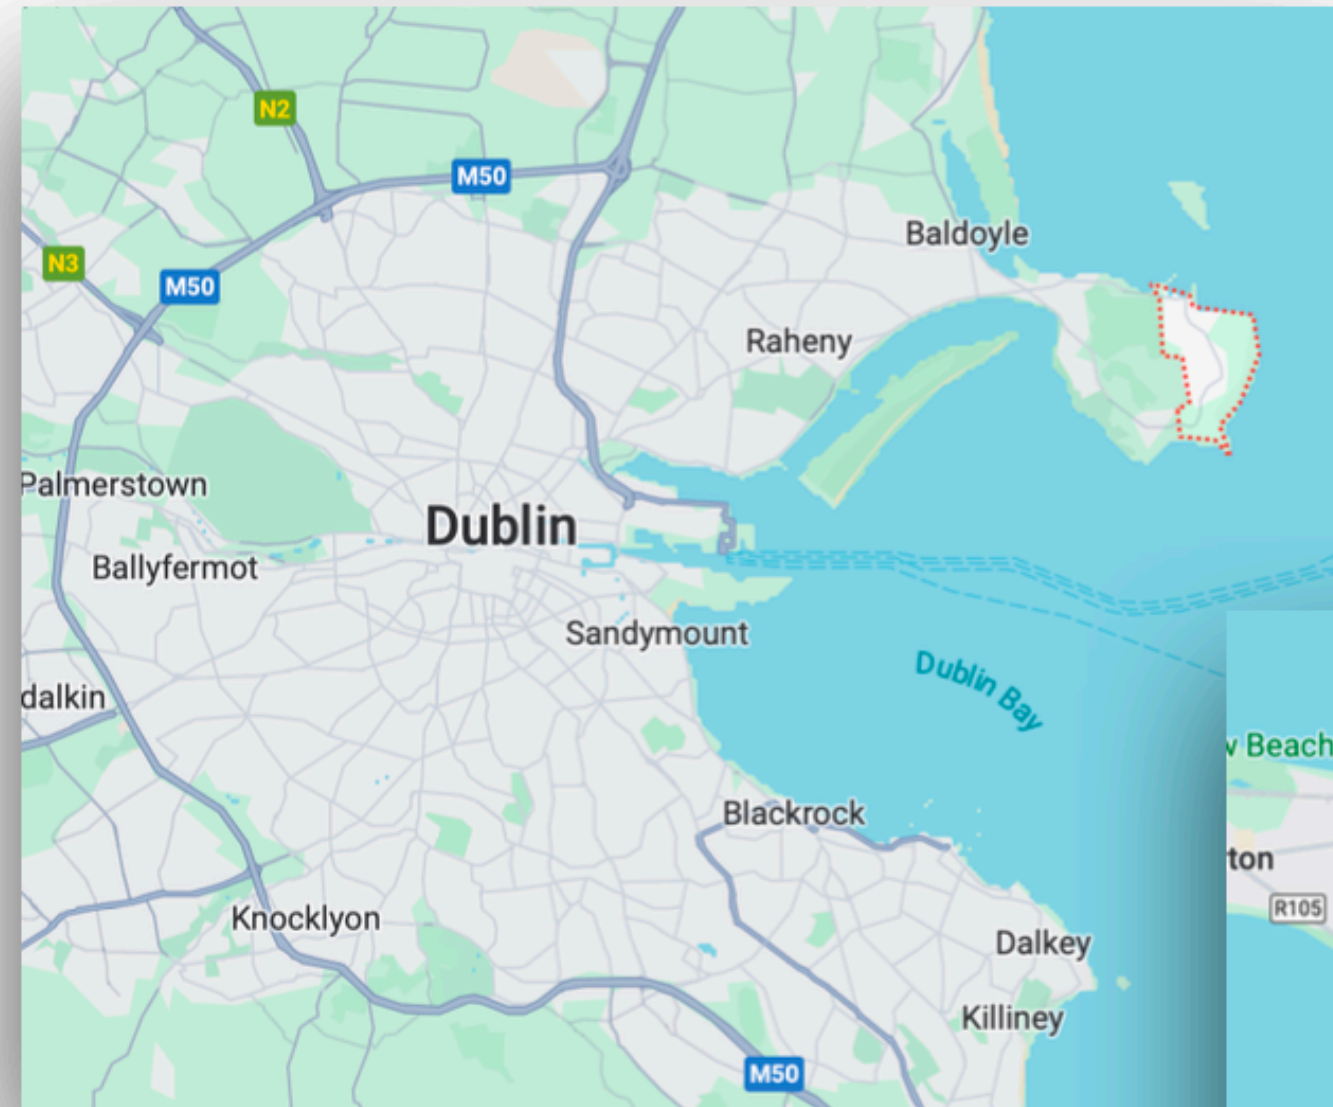 N2
M50
Baldoyle
N3
M50
Raheny
Palmerstown
Dublin
Ballyfermot
Sandymount
Dublin Bay
dalkin
w Beach
Blackrock
ton
R105
Knocklyon
Dalkey
Killiney
M50